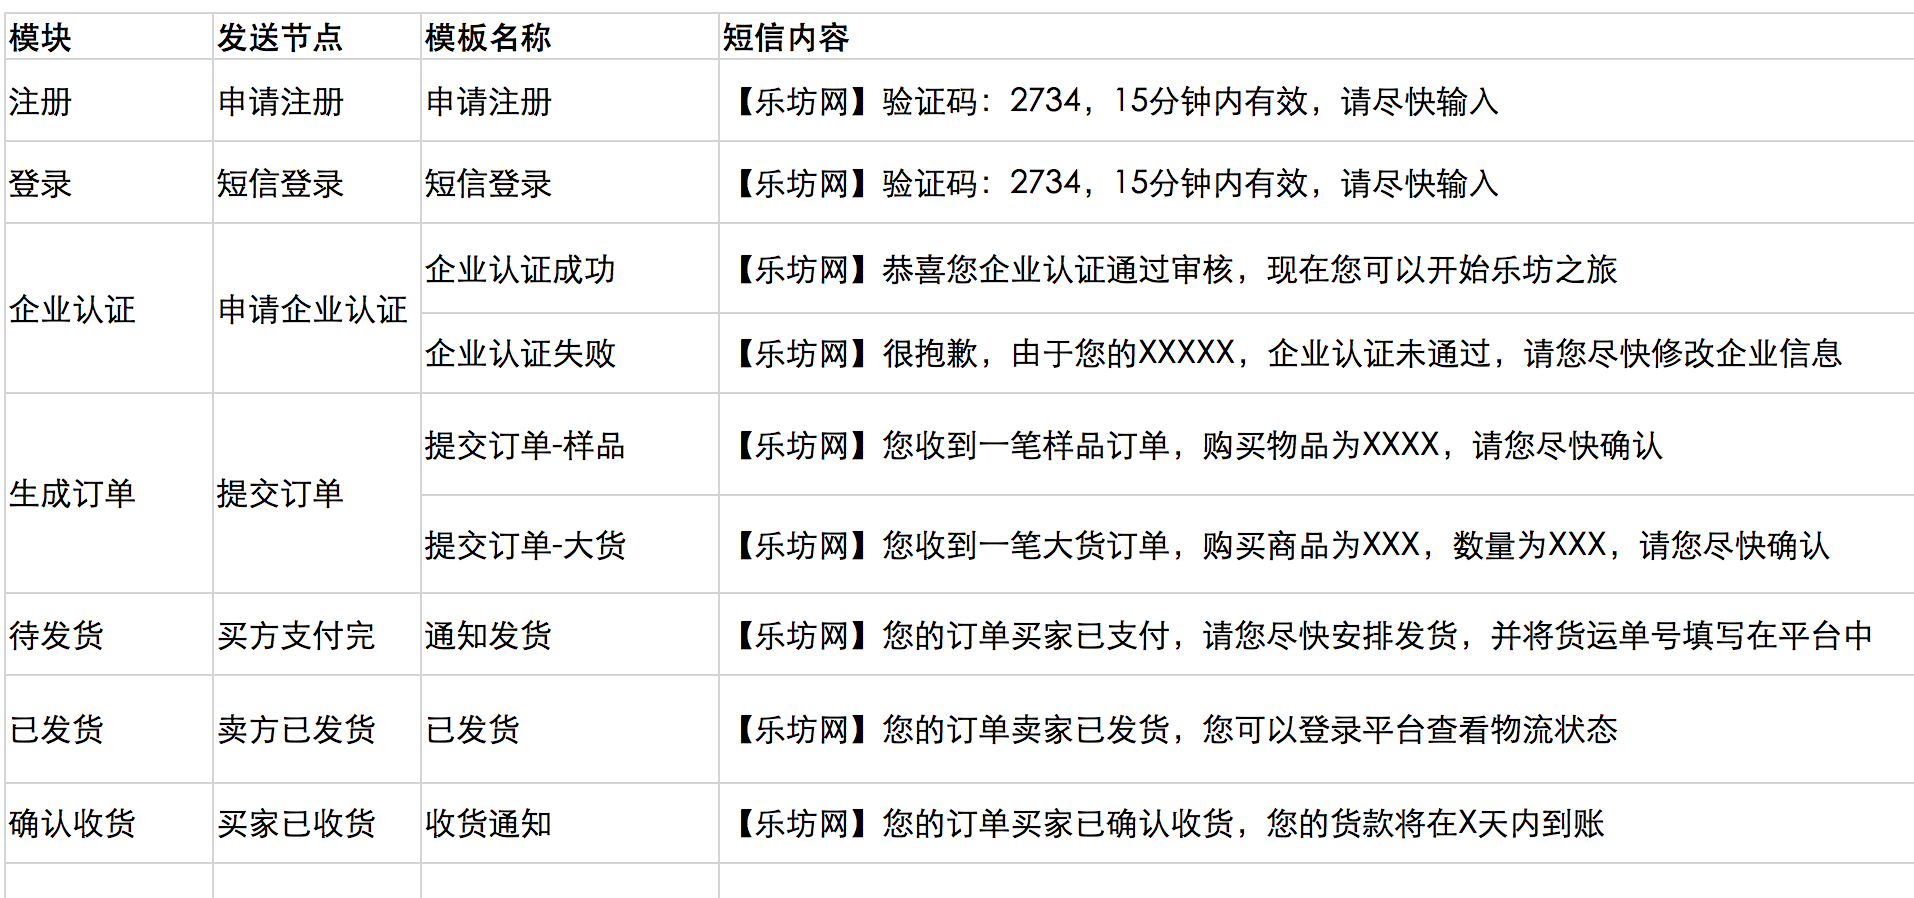 模块 发送节点 模板名称 短信内容
注册 申请注册 申请注册 【乐坊网】验证码：2734，15分钟内有效，请尽快输入
登录 短信登录 短信登录 【乐坊网】验证码：2734，15分钟内有效，请尽快输入
企业认证 申请企业认证 企业认证成功 【乐坊网】恭喜您企业认证通过审核，现在您可以开始乐坊之旅
企业认证失败 【乐坊网】很抱歉，由于您的XXXXX，企业认证未通过，请您尽快修改企业信息
生成订单 提交订单 提交订单-样品 【乐坊网】您收到一笔样品订单，购买物品为XXXX，请您尽快确认
提交订单-大货 【乐坊网】您收到一笔大货订单，购买商品为XXX，数量为XXX，请您尽快确认
待发货 买方支付完 通知发货 【乐坊网】您的订单买家已支付，请您尽快安排发货，并将货运单号填写在平台中
已发货 卖方已发货 已发货 【乐坊网】您的订单卖家已发货，您可以登录平台查看物流状态
确认收货 买家已收货 收货通知 【乐坊网】您的订单买家已确认收货，您的货款将在X天内到账